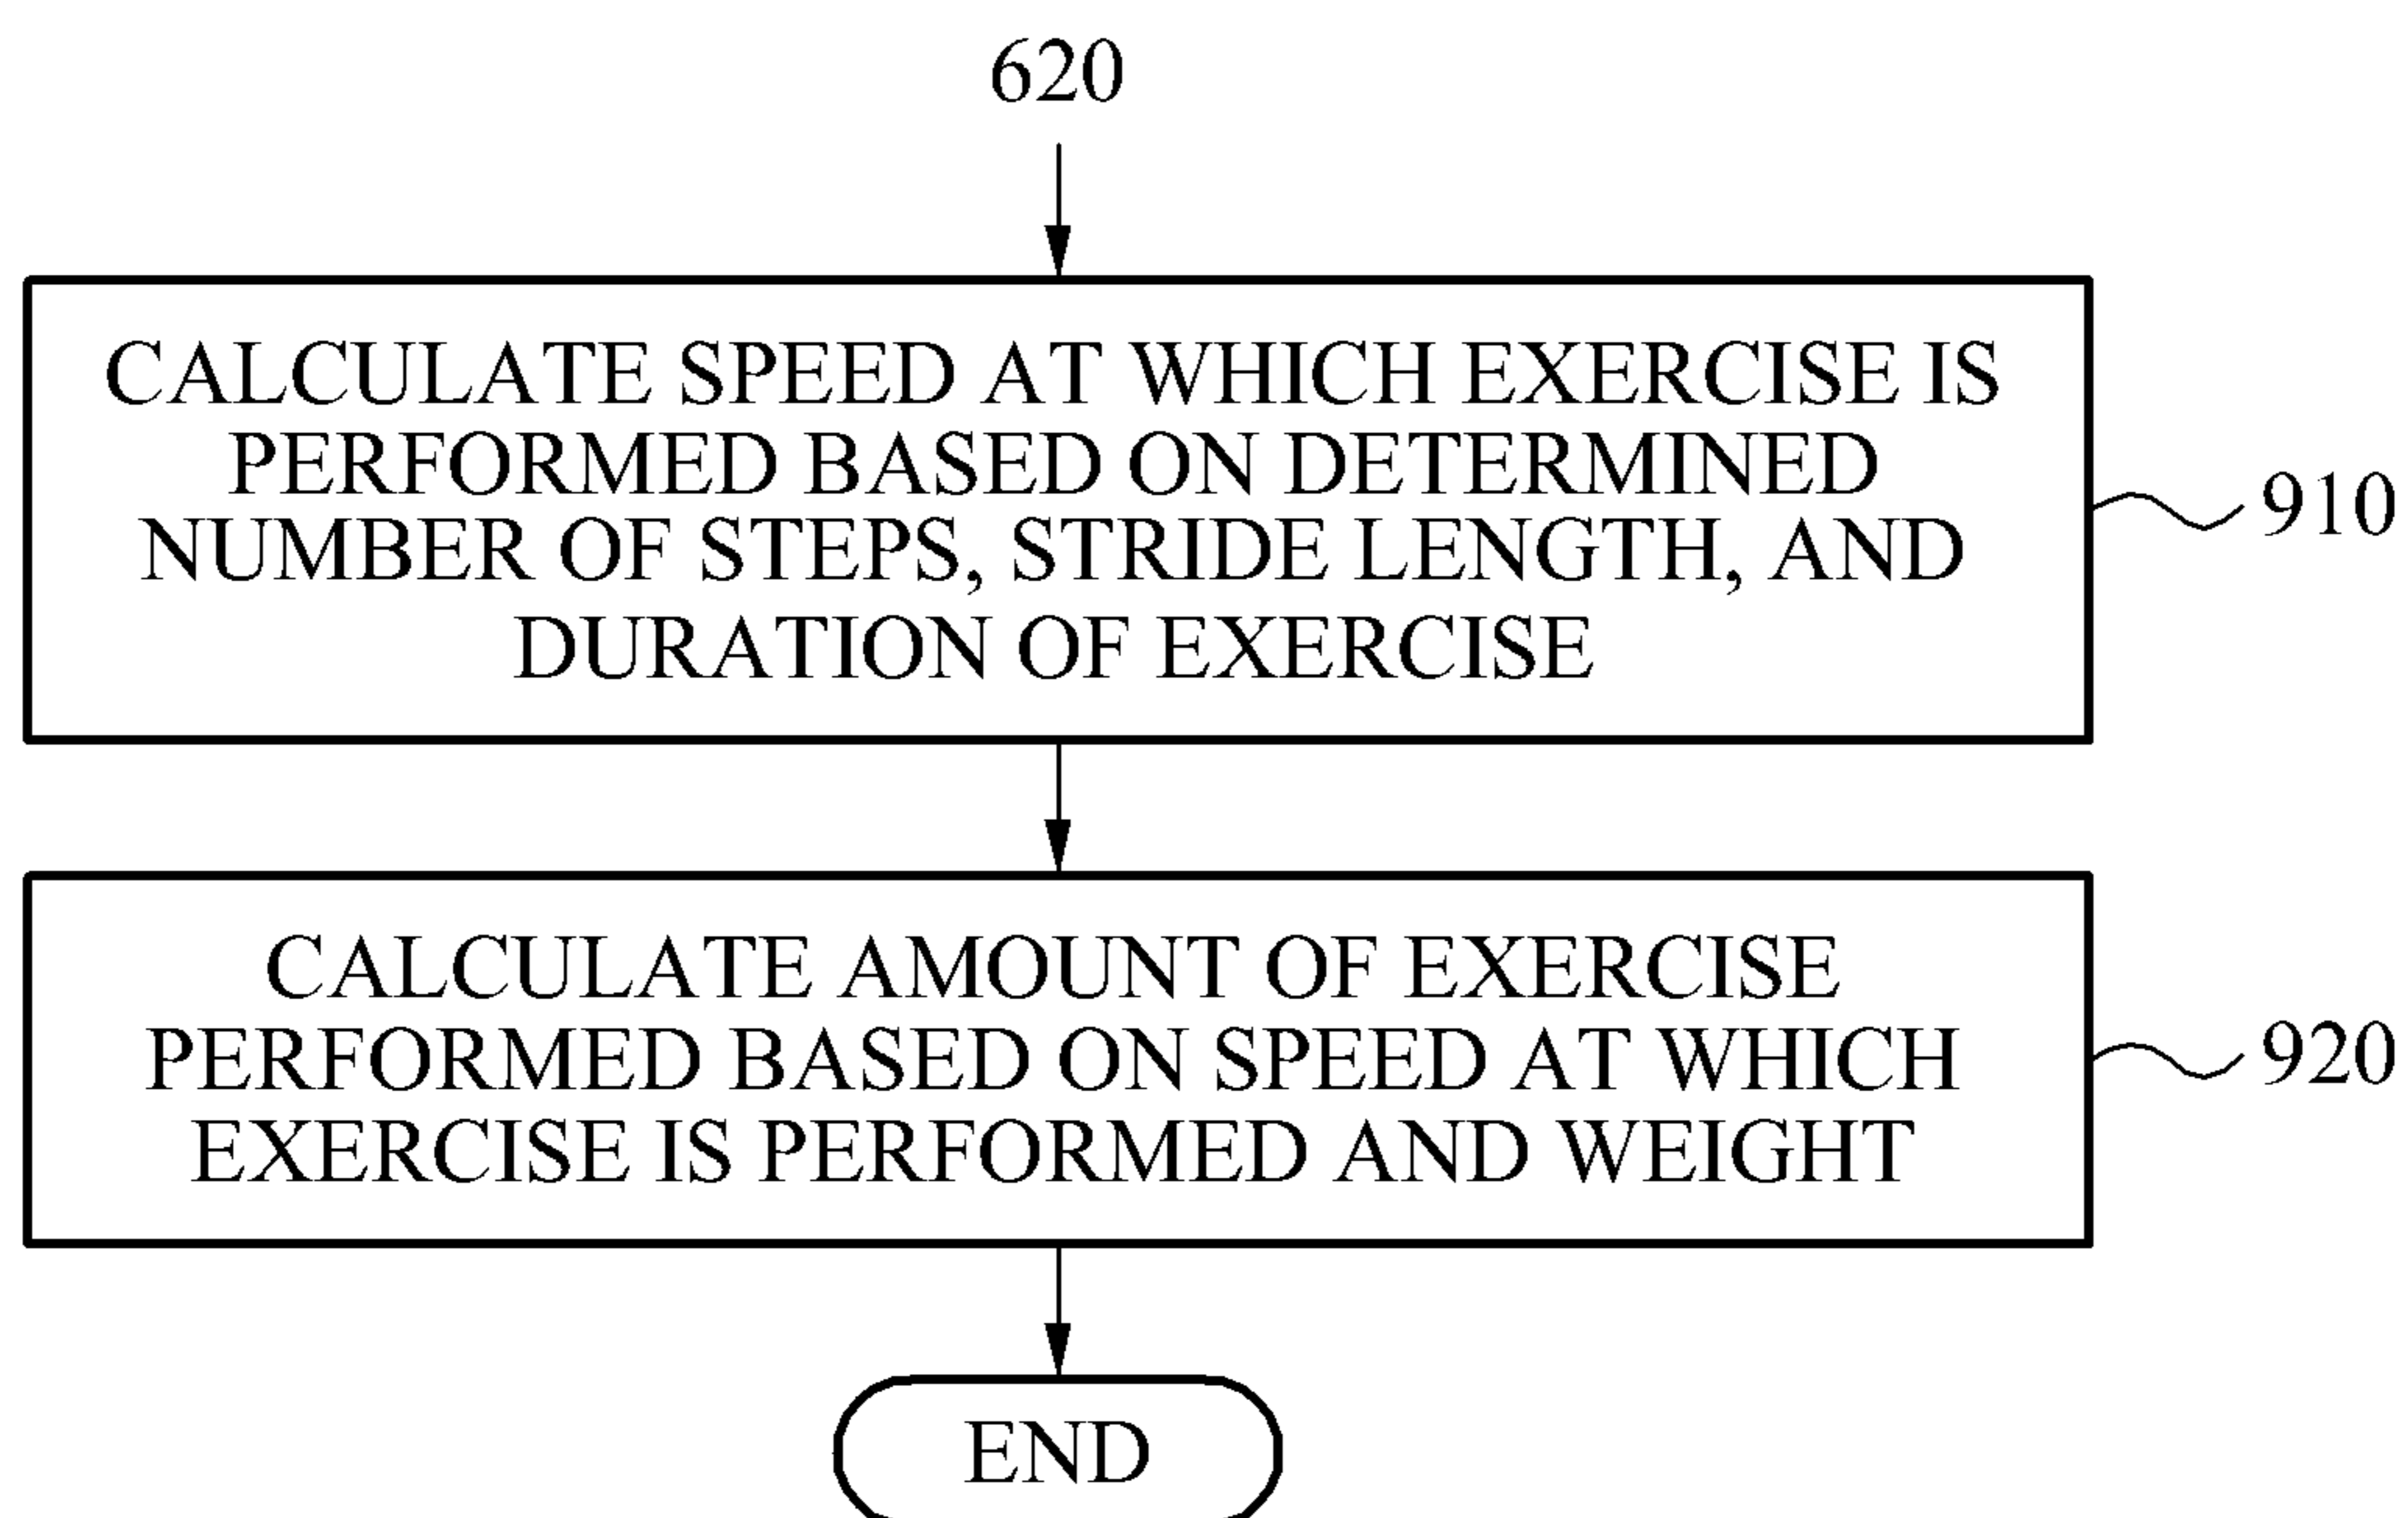 620
CALCULATE SPEED AT WHICH EXERCISE IS
PERFORMED BASED ON DETERMINED
NUMBER OF STEPS, STRIDE LENGTH, AND
DURATION OF EXERCISE
910
CALCULATE AMOUNT OF EXERCISE
PERFORMED BASED ON SPEED AT WHICH
EXERCISE IS PERFORMED AND WEIGHT
920
END